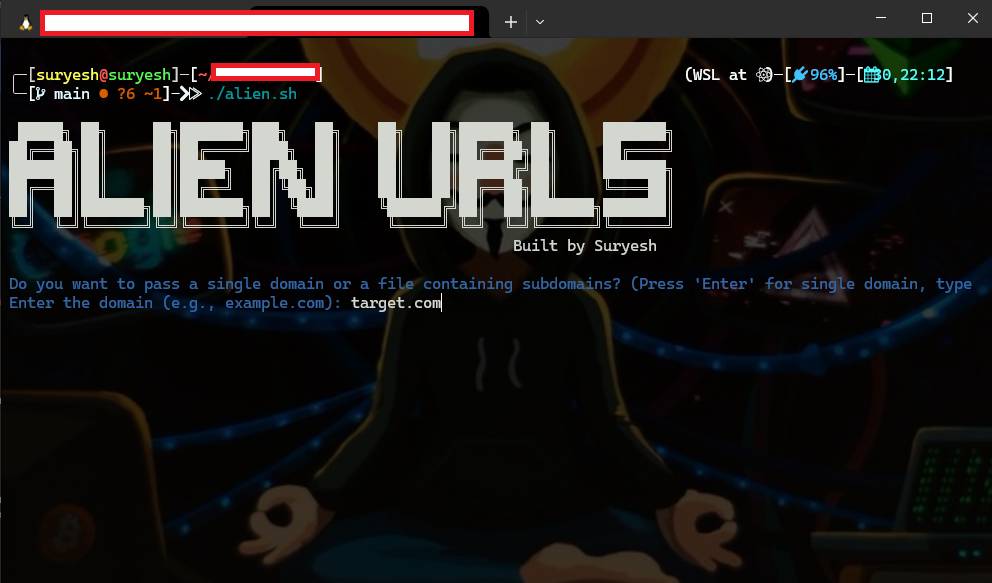 ┌─[suryesh@suryesh]─[~/ ] (WSL at ─[96%]─[30,22:12]
└─[ main ● ?6 ~1]─ ./alien.sh
ALIEN URLS
Built by Suryesh
Do you want to pass a single domain or a file containing subdomains? (Press 'Enter' for single domain, type
Enter the domain (e.g., example.com): target.com